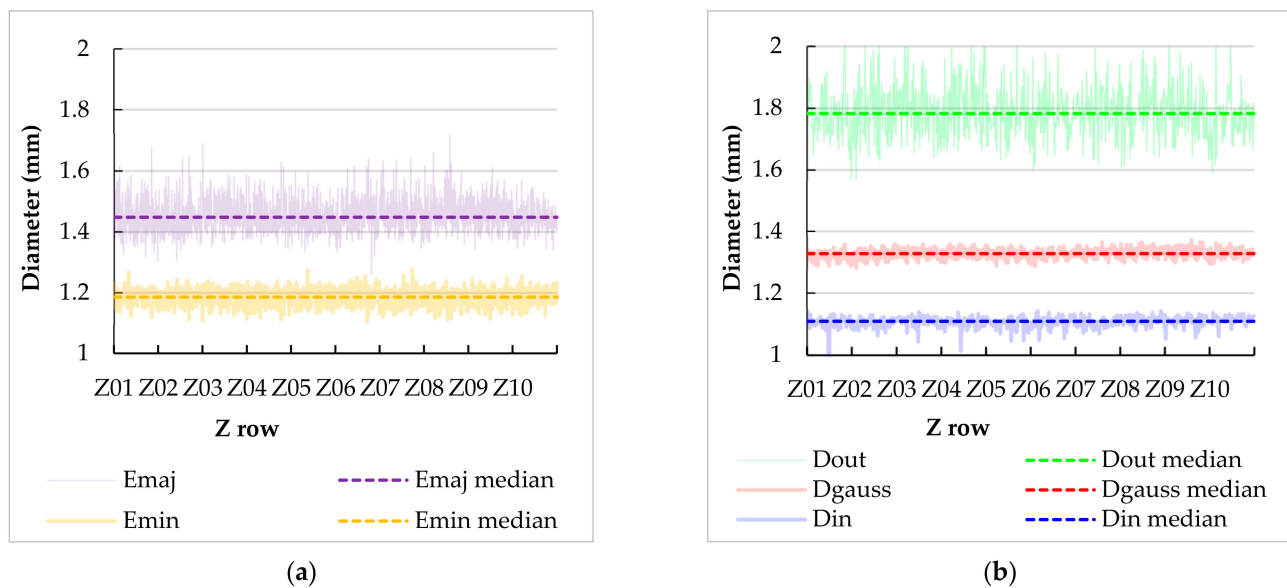 2
1.8
1.6
1.4
1.2
1
Diameter (mm)
Z01 Z02 Z03 Z04 Z05 Z06 Z07 Z08 Z09 Z10
Z row
Emaj
Emaj median
Emin
Emin median
(a)
2
1.8
1.6
1.4
1.2
1
Diameter (mm)
Z01 Z02 Z03 Z04 Z05 Z06 Z07 Z08 Z09 Z10
Z row
Dout
Dout median
Dgauss
Dgauss median
Din
Din median
(b)